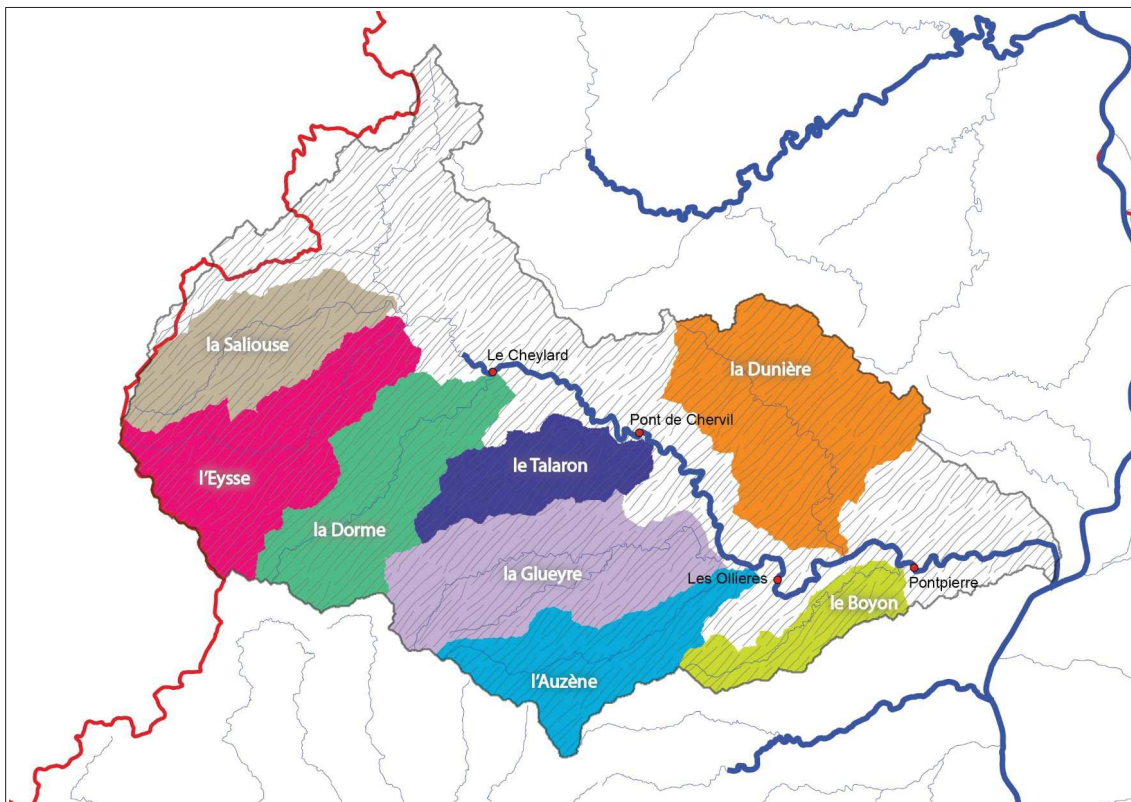 la Saliouse
Le Cheylard
la Dunière
Pont de Chervil
l'Eysse
le Talaron
la Dorme
la Glueyre
Les Ollieres
Pontpierre
le Boyon
l'Auzène